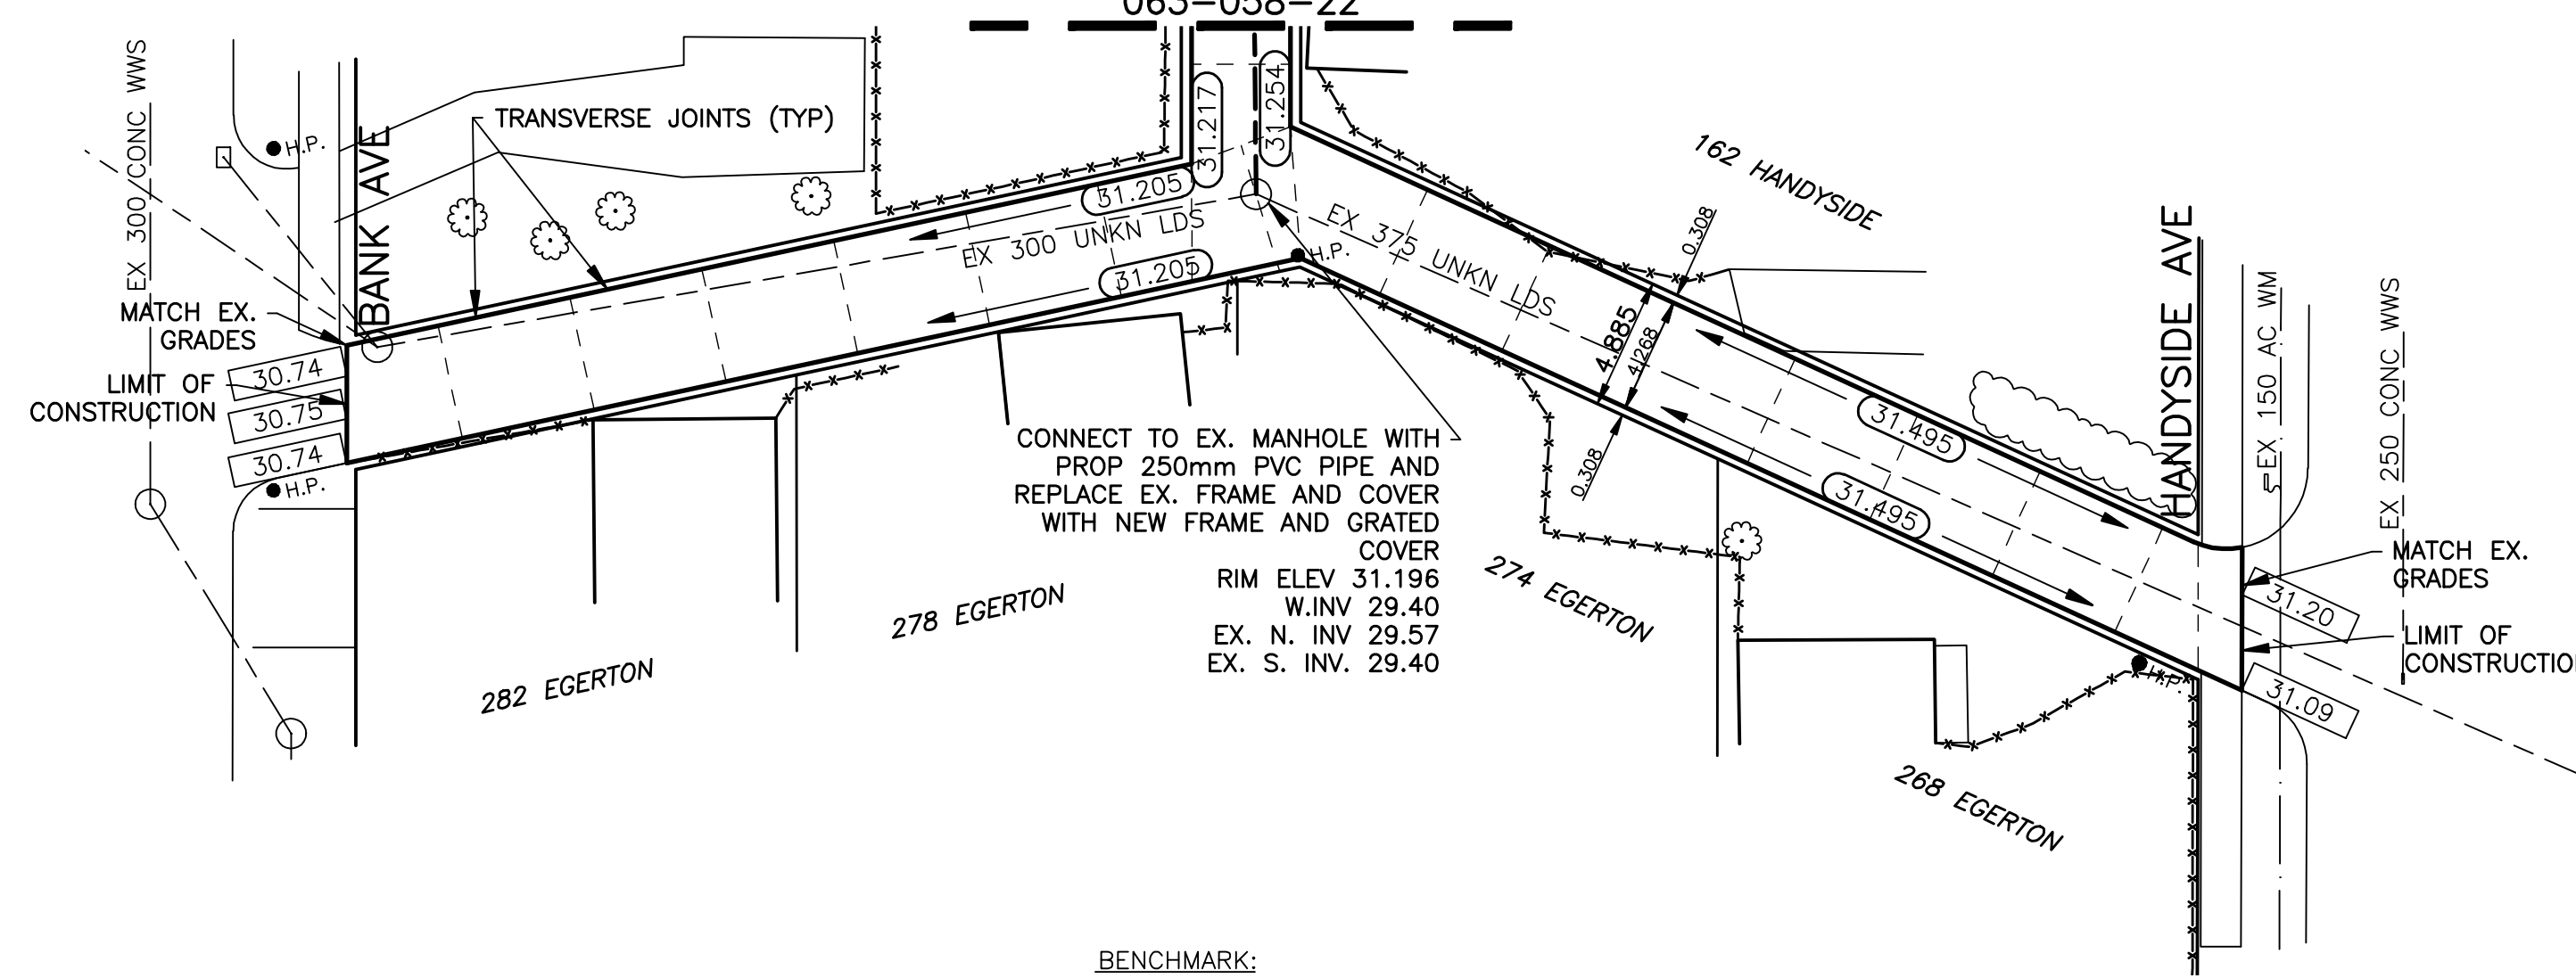 063-058-22
EX 300 CONC WWS
H.P.
BANK AVE
TRANSVERSE JOINTS (TYP)
31.217
31.254
31.205
EX 300 UNKN LDS
31.205
H.P.
EX 375 UNKN LDS
162 HANDYSIDE
0.308
4.885
4.268
0.308
MATCH EX.
GRADES
30.74
LIMIT OF
CONSTRUCTION
30.75
30.74
H.P.
CONNECT TO EX. MANHOLE WITH
PROP 250mm PVC PIPE AND
REPLACE EX. FRAME AND COVER
WITH NEW FRAME AND GRATED
COVER
RIM ELEV 31.196
W.INV 29.40
EX. N. INV 29.57
EX. S. INV. 29.40
31.495
31.495
HANDYSIDE AVE
EX 150 AC WM
EX 250 CONC WWS
MATCH EX.
GRADES
31.20
LIMIT OF
CONSTRUCTIO
31.09
H.P.
282 EGERTON
278 EGERTON
274 EGERTON
268 EGERTON
BENCHMARK: